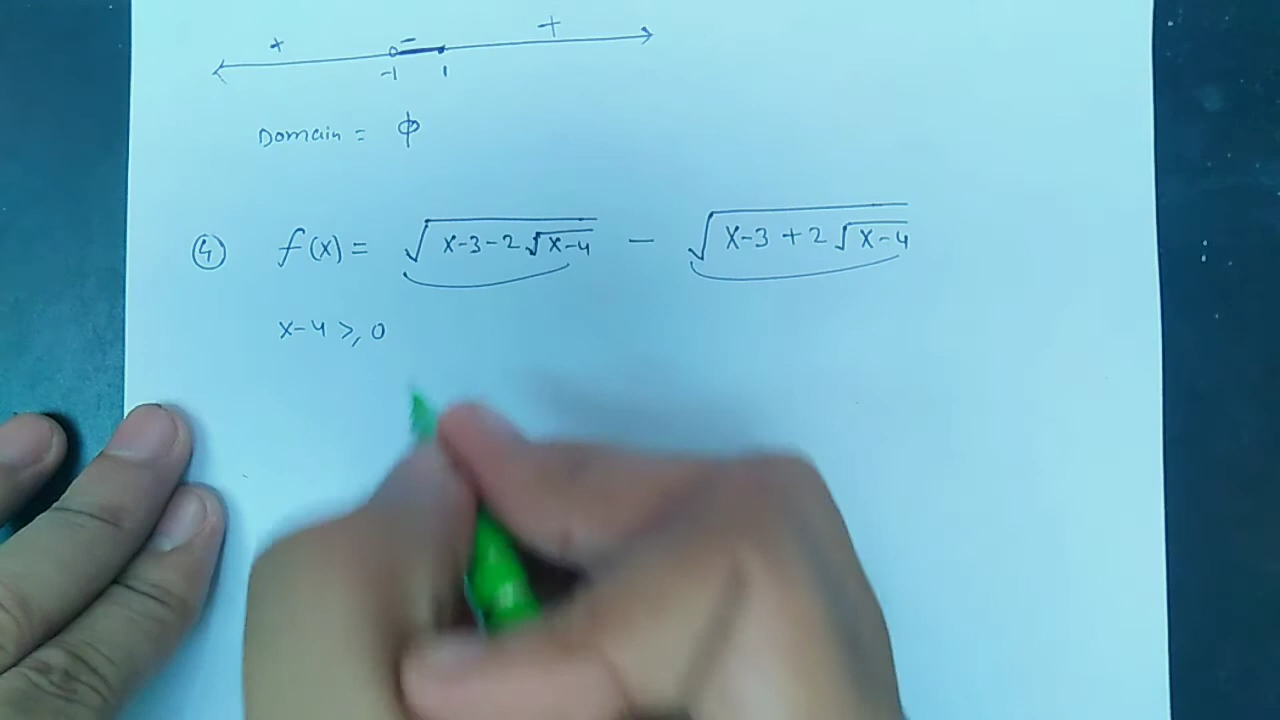 + - +
-1 1
Domain = ϕ
④ f(x) = √(x-3-2√(x-4)) - √(x-3+2√(x-4))
x-4 ≥ 0